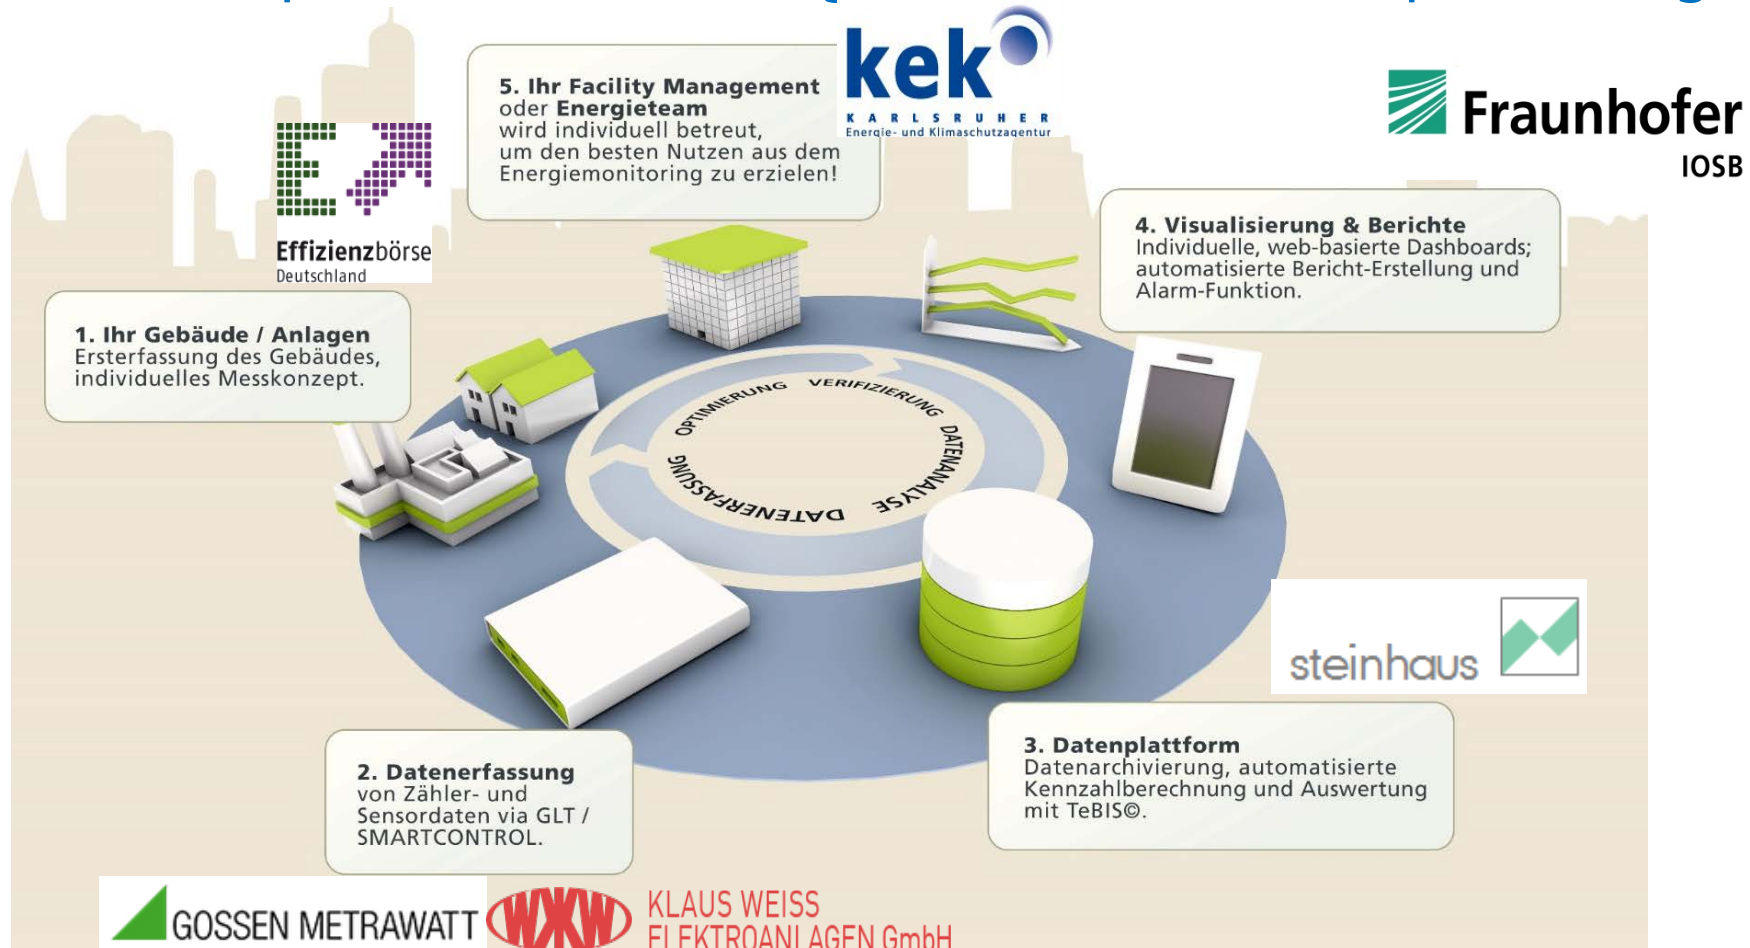 kek
KARLSRUHER
Energie- und Klimaschutzagentur
Fraunhofer
IOSB
5. Ihr Facility Management
oder Energieteam
wird individuell betreut,
um den besten Nutzen aus dem
Energiemonitoring zu erzielen!
Effizienzbörse
Deutschland
4. Visualisierung & Berichte
Individuelle, web-basierte Dashboards;
automatisierte Bericht-Erstellung und
Alarm-Funktion.
1. Ihr Gebäude / Anlagen
Ersterfassung des Gebäudes,
individuelles Messkonzept.
OPTIMIERUNG
VERIFIZIERUNG
DATENANALYSE
DATENERFASSUNG
steinhaus
3. Datenplattform
Datenarchivierung, automatisierte
Kennzahlberechnung und Auswertung
mit TeBIS©.
2. Datenerfassung
von Zähler- und
Sensordaten via GLT /
SMARTCONTROL.
GOSSEN METRAWATT
WXW
KLAUS WEISS
ELEKTROANLAGEN GmbH